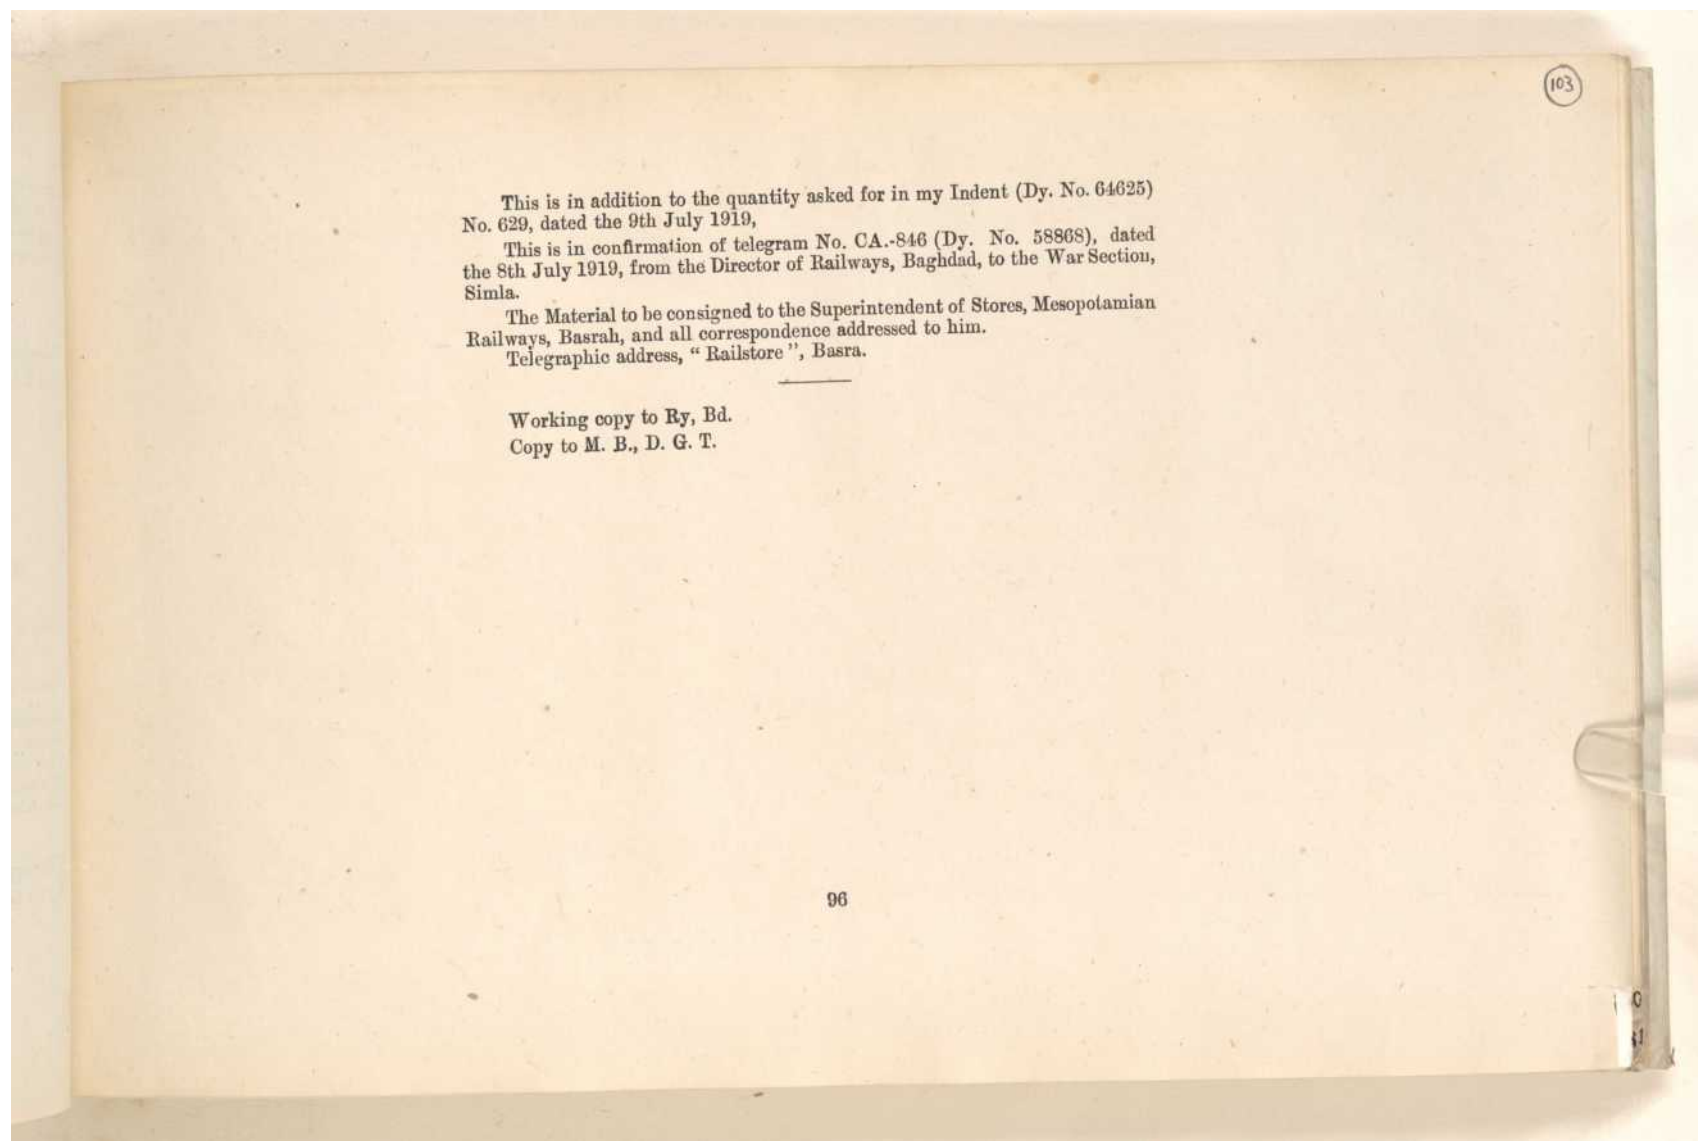 103
This is in addition to the quantity asked for in my Indent (Dy. No. 64625)
No. 629, dated the 9th July 1919,
This is in confirmation of telegram No. CA.-846 (Dy. No. 58868), dated
the 8th July 1919, from the Director of Railways, Baghdad, to the War Section,
Simla.
The Material to be consigned to the Superintendent of Stores, Mesopotamian
Railways, Basrah, and all correspondence addressed to him.
Telegraphic address, “ Railstore ”, Basra.
Working copy to Ry, Bd.
Copy to M. B., D. G. T.
96